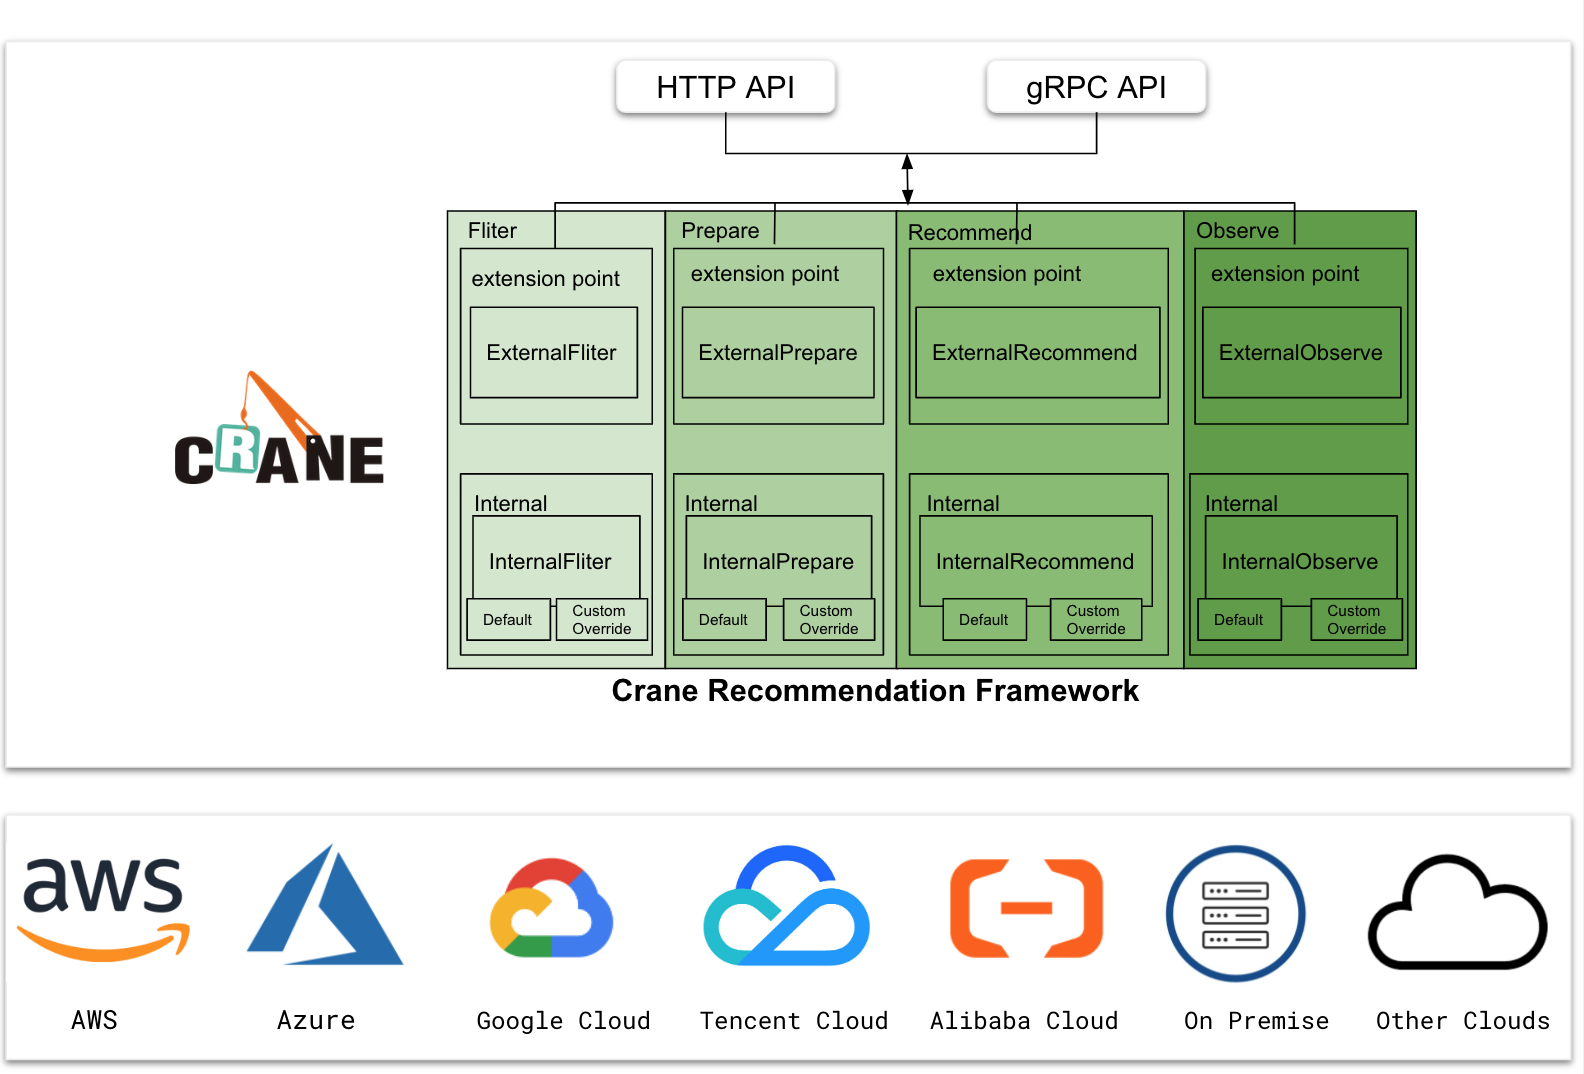 HTTP API
gRPC API
Fliter
Prepare
Recommend
Observe
extension point
extension point
extension point
extension point
ExternalFliter
ExternalPrepare
ExternalRecommend
ExternalObserve
CRANE
Internal
Internal
Internal
Internal
InternalFliter
InternalPrepare
InternalRecommend
InternalObserve
Default
Custom
Override
Default
Custom
Override
Default
Custom
Override
Default
Custom
Override
Crane Recommendation Framework
aws
AWS
Azure
Google Cloud
Tencent Cloud
Alibaba Cloud
On Premise
Other Clouds